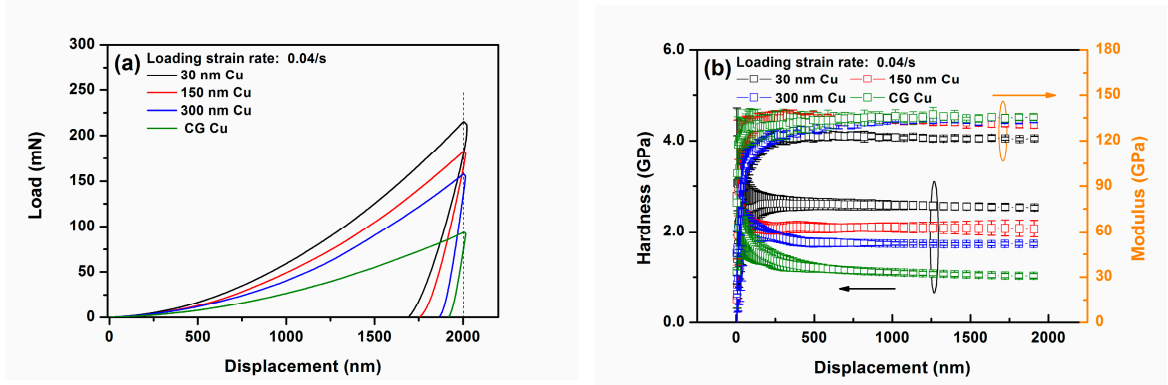 (a)
Loading strain rate: 0.04/s
30 nm Cu
150 nm Cu
300 nm Cu
CG Cu
Load (mN)
300
250
200
150
100
50
0
0 500 1000 1500 2000
Displacement (nm)
(b)
Loading strain rate: 0.04/s
30 nm Cu 150 nm Cu
300 nm Cu CG Cu
Hardness (GPa)
6.0
4.0
2.0
0.0
0 500 1000 1500 2000
Displacement (nm)
180
150
120
90
60
30
0
Modulus (GPa)